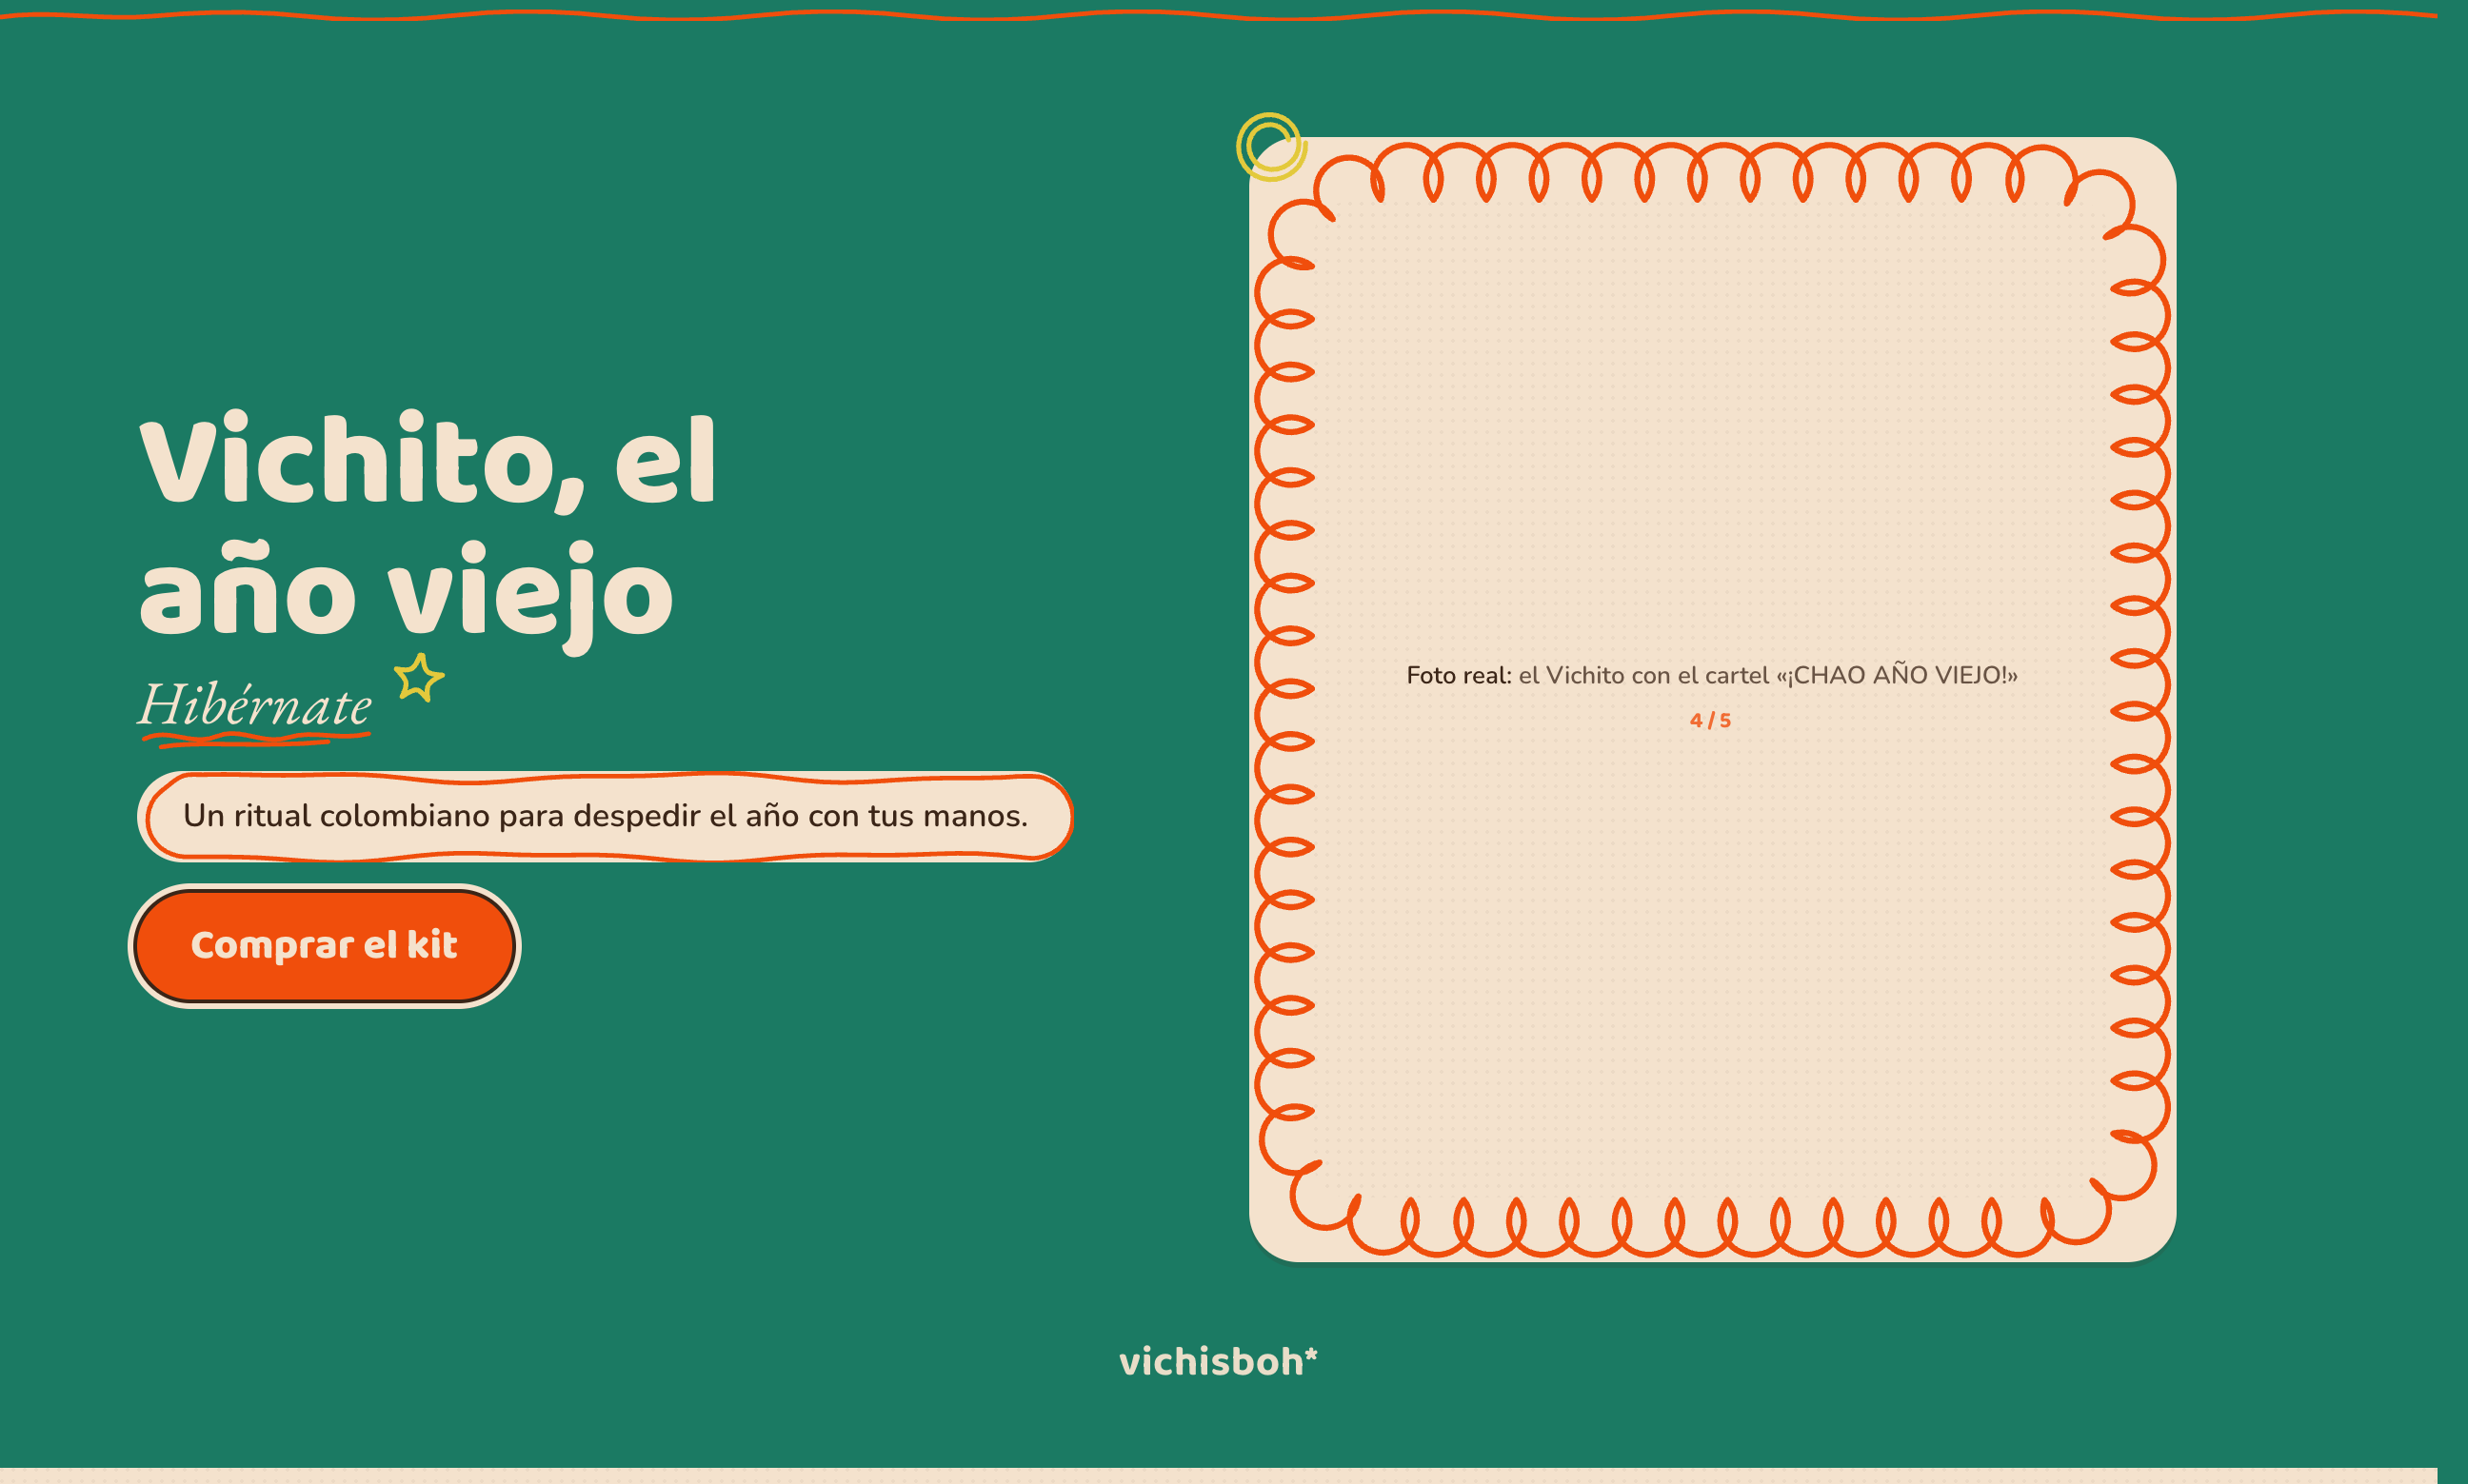 Vichito, el
año viejo
Hibérnate
Un ritual colombiano para despedir el año con tus manos.
Comprar el kit
Foto real: el Vichito con el cartel «¡CHAO AÑO VIEJO!»
4 / 5
vichisboh*